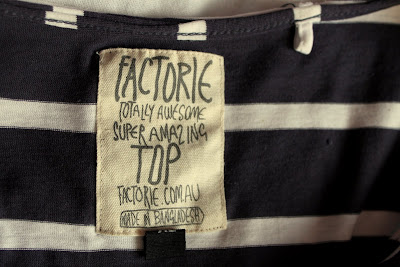 FACTORIE
TOTALLY AWESOME
SUPER AMAZING
TOP
FACTORIE.COM.AU
MADE IN BANGLADESH